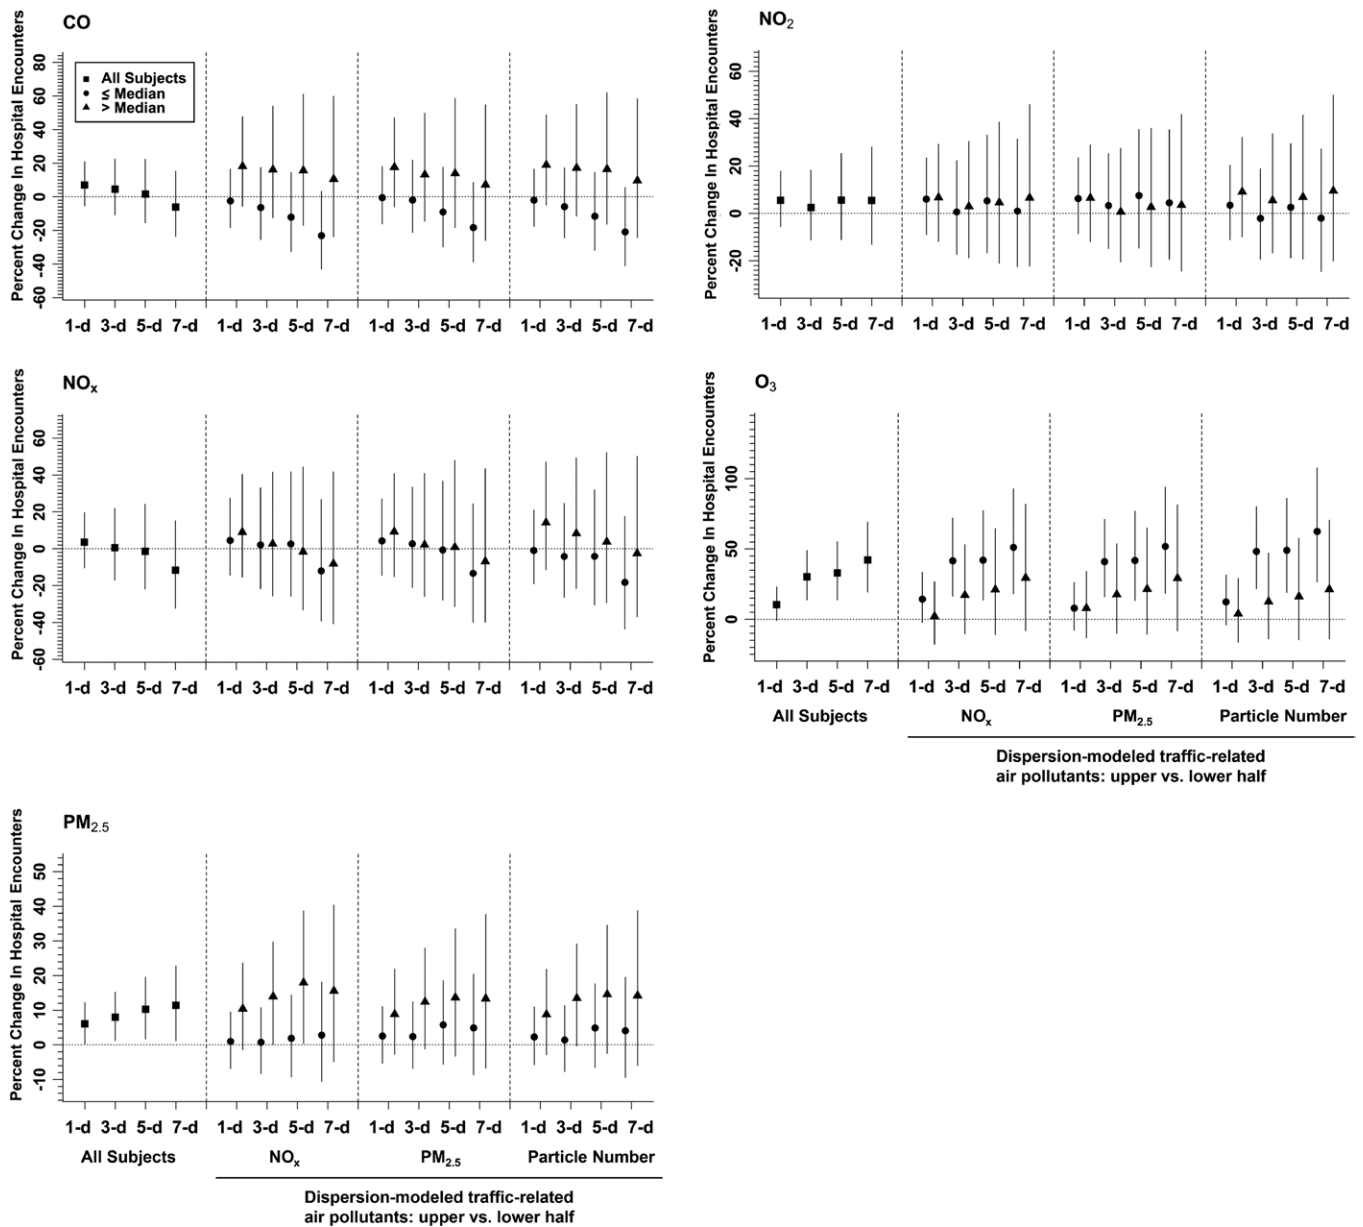 CO
Percent Change In Hospital Encounters
80
60
40
20
0
-20
-40
-60
All Subjects
≤ Median
> Median
1-d 3-d 5-d 7-d 1-d 3-d 5-d 7-d 1-d 3-d 5-d 7-d 1-d 3-d 5-d 7-d
NO₂
Percent Change In Hospital Encounters
60
40
20
0
-20
1-d 3-d 5-d 7-d 1-d 3-d 5-d 7-d 1-d 3-d 5-d 7-d 1-d 3-d 5-d 7-d
NOₓ
Percent Change In Hospital Encounters
60
40
20
0
-20
-40
-60
1-d 3-d 5-d 7-d 1-d 3-d 5-d 7-d 1-d 3-d 5-d 7-d 1-d 3-d 5-d 7-d
O₃
Percent Change In Hospital Encounters
100
50
0
1-d 3-d 5-d 7-d 1-d 3-d 5-d 7-d 1-d 3-d 5-d 7-d 1-d 3-d 5-d 7-d
All Subjects NOₓ PM₂.₅ Particle Number
Dispersion-modeled traffic-related
air pollutants: upper vs. lower half
PM₂.₅
Percent Change In Hospital Encounters
50
40
30
20
10
0
-10
1-d 3-d 5-d 7-d 1-d 3-d 5-d 7-d 1-d 3-d 5-d 7-d 1-d 3-d 5-d 7-d
All Subjects NOₓ PM₂.₅ Particle Number
Dispersion-modeled traffic-related
air pollutants: upper vs. lower half